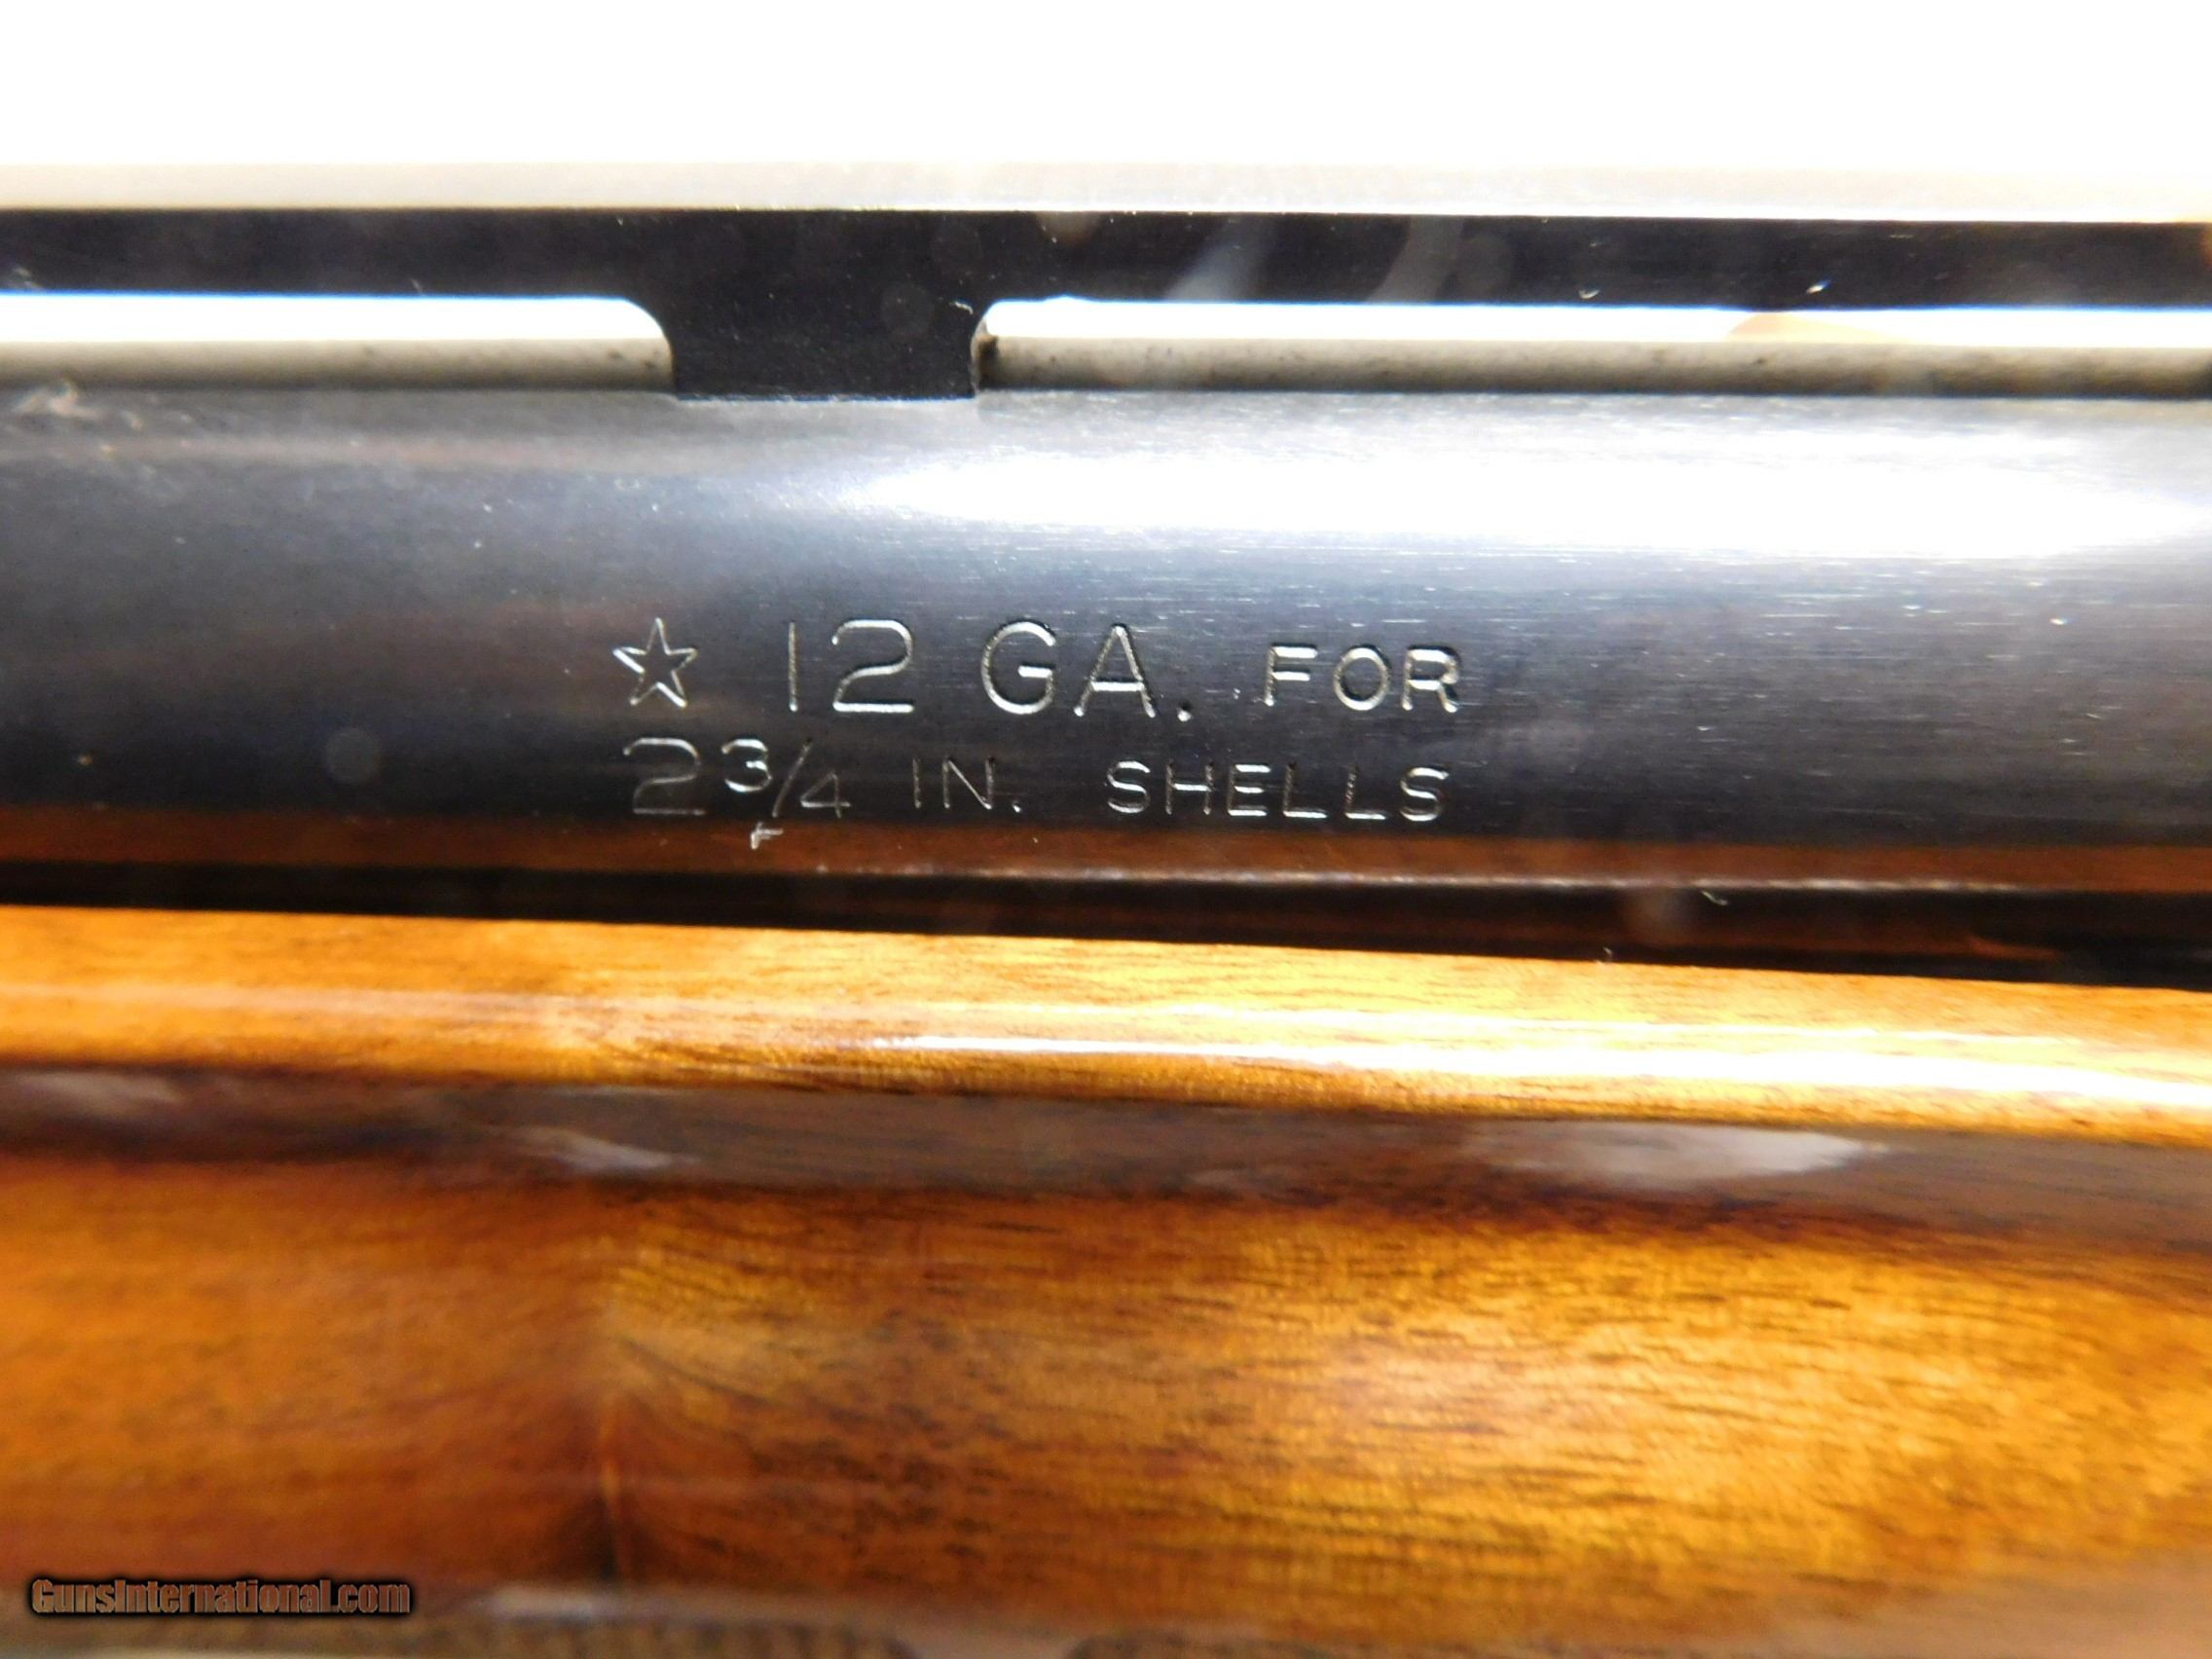 ☆ 12 GA. FOR
2 3/4 IN. SHELLS
F
GunsInternational.com